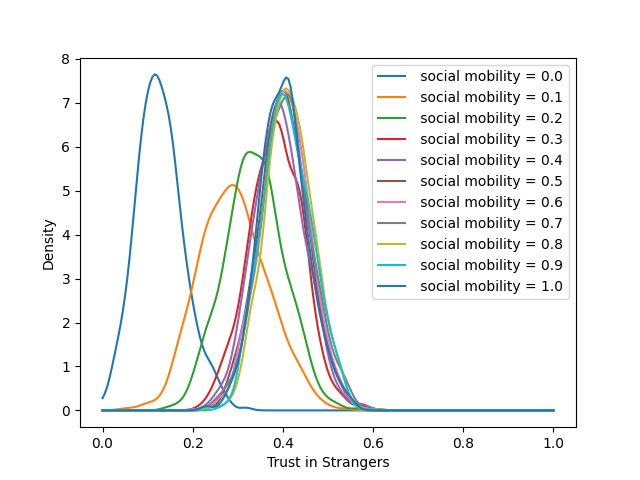 8
7
6
5
4
3
2
1
0
Density
0.0 0.2 0.4 0.6 0.8 1.0
Trust in Strangers
social mobility = 0.0
social mobility = 0.1
social mobility = 0.2
social mobility = 0.3
social mobility = 0.4
social mobility = 0.5
social mobility = 0.6
social mobility = 0.7
social mobility = 0.8
social mobility = 0.9
social mobility = 1.0